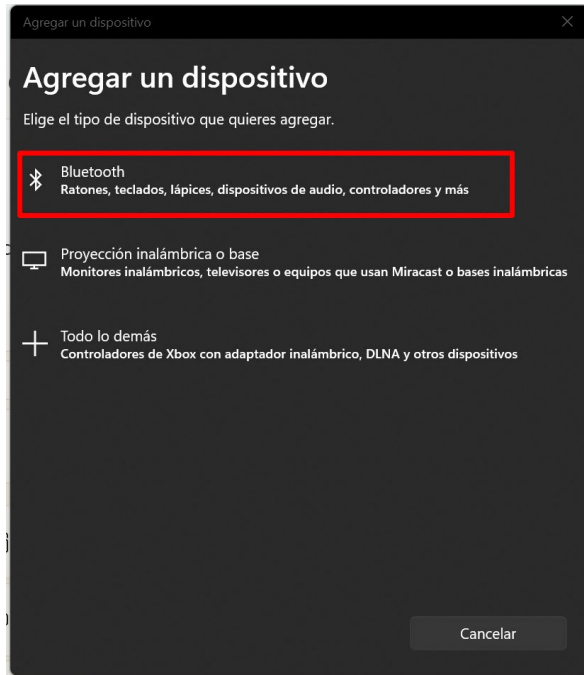 Agregar un dispositivo
Agregar un dispositivo
Elige el tipo de dispositivo que quieres agregar.
Bluetooth
Ratones, teclados, lápices, dispositivos de audio, controladores y más
Proyección inalámbrica o base
Monitores inalámbricos, televisores o equipos que usan Miracast o bases inalámbricas
Todo lo demás
Controladores de Xbox con adaptador inalámbrico, DLNA y otros dispositivos
Cancelar